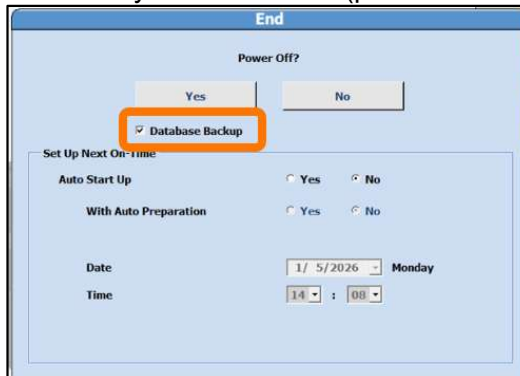 End
Power Off?
Yes No
Database Backup
Set Up Next On-Time
Auto Start Up Yes No
With Auto Preparation Yes No
Date 1/ 5/2026 Monday
Time 14 : 08